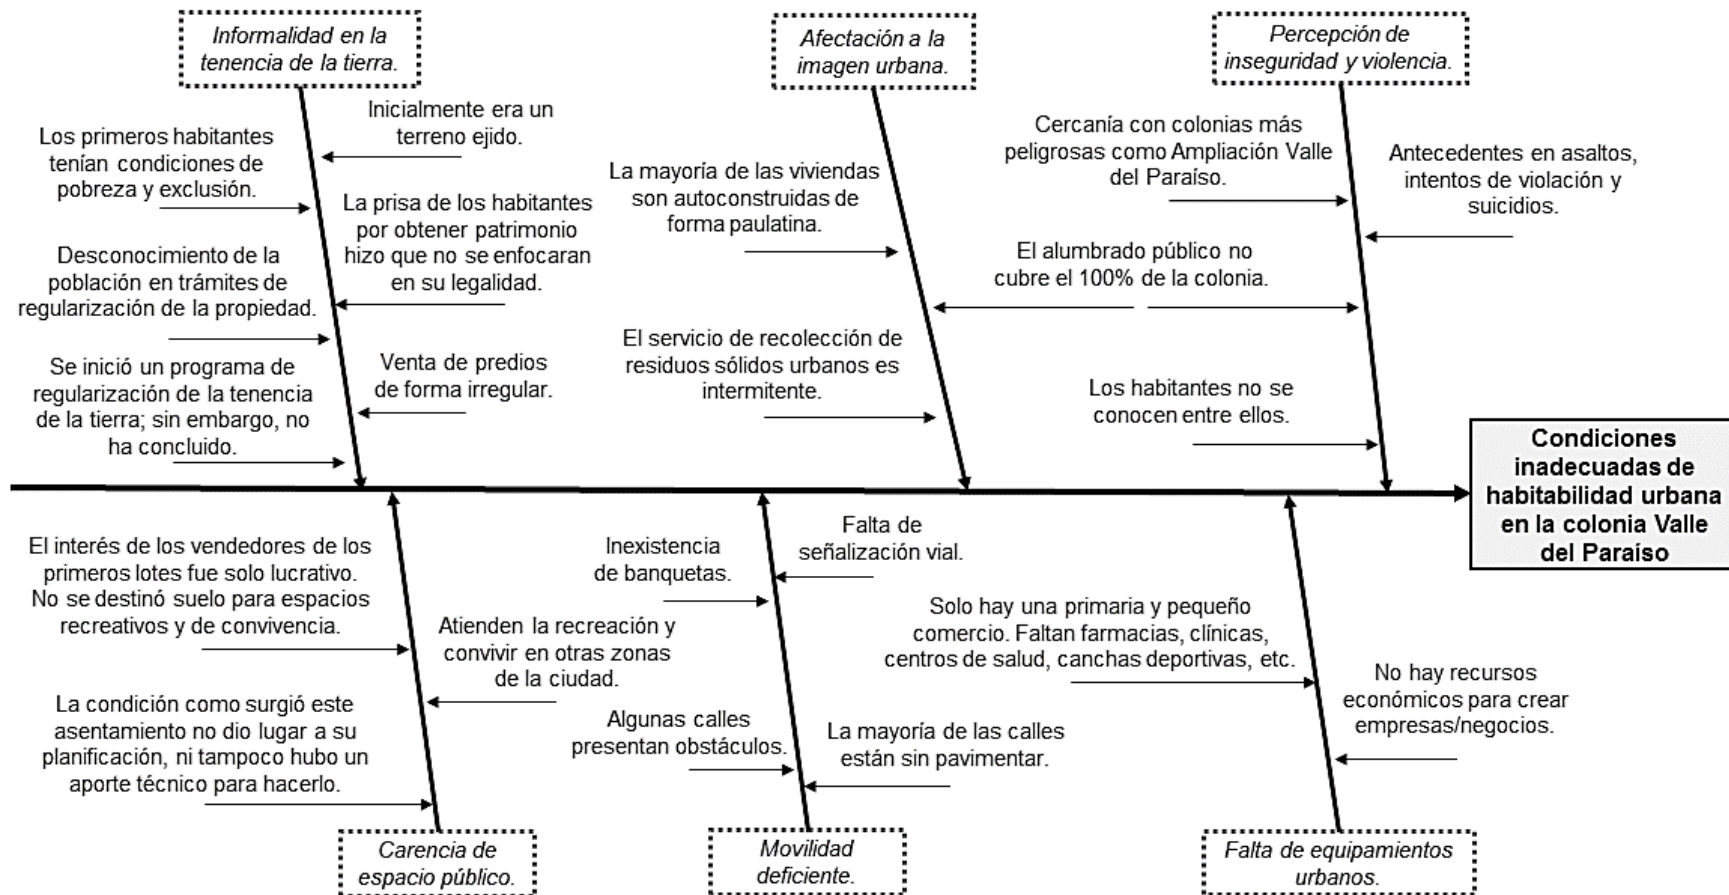 Informalidad en la
tenencia de la tierra.
Afectación a la
imagen urbana.
Percepción de
inseguridad y violencia.
Inicialmente era un
terreno ejido.
Los primeros habitantes
tenían condiciones de
pobreza y exclusión.
La prisa de los habitantes
por obtener patrimonio
hizo que no se enfocaran
en su legalidad.
Desconocimiento de la
población en trámites de
regularización de la propiedad.
Venta de predios
de forma irregular.
Se inició un programa de
regularización de la tenencia
de la tierra; sin embargo, no
ha concluido.
La mayoría de las viviendas
son autoconstruidas de
forma paulatina.
El alumbrado público no
cubre el 100% de la colonia.
El servicio de recolección de
residuos sólidos urbanos es
intermitente.
Cercanía con colonias más
peligrosas como Ampliación Valle
del Paraíso.
Antecedentes en asaltos,
intentos de violación y
suicidios.
Los habitantes no se
conocen entre ellos.
Condiciones
inadecuadas de
habitabilidad urbana
en la colonia Valle
del Paraíso
El interés de los vendedores de los
primeros lotes fue solo lucrativo.
No se destinó suelo para espacios
recreativos y de convivencia.
Atienden la recreación y
convivir en otras zonas
de la ciudad.
La condición como surgió este
asentamiento no dio lugar a su
planificación, ni tampoco hubo un
aporte técnico para hacerlo.
Falta de
señalización vial.
Inexistencia
de banquetas.
Algunas calles
presentan obstáculos.
La mayoría de las calles
están sin pavimentar.
Solo hay una primaria y pequeño
comercio. Faltan farmacias, clínicas,
centros de salud, canchas deportivas, etc.
No hay recursos
económicos para crear
empresas/negocios.
Carencia de
espacio público.
Movilidad
deficiente.
Falta de equipamientos
urbanos.